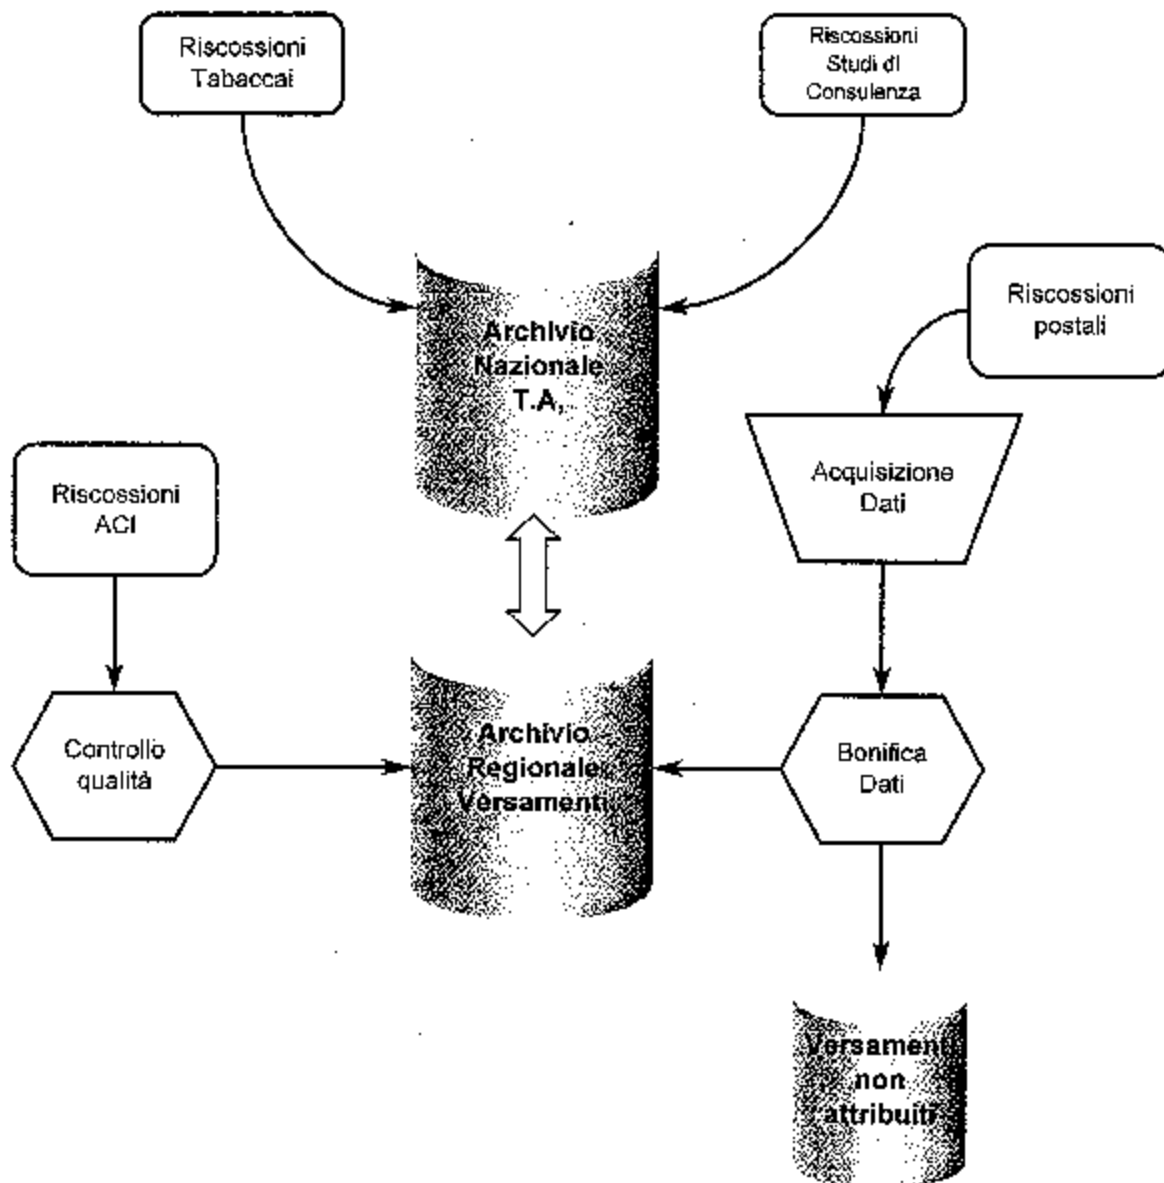 Riscossioni
Tabaccai
Riscossioni
Studi di
Consulenza
Archivio
Nazionale
T.A.
Riscossioni
postali
Acquisizione
Dati
Riscossioni
ACI
Controllo
qualità
Archivio
Regionale
Versamenti
Bonifica
Dati
Versamenti
non
attribuiti